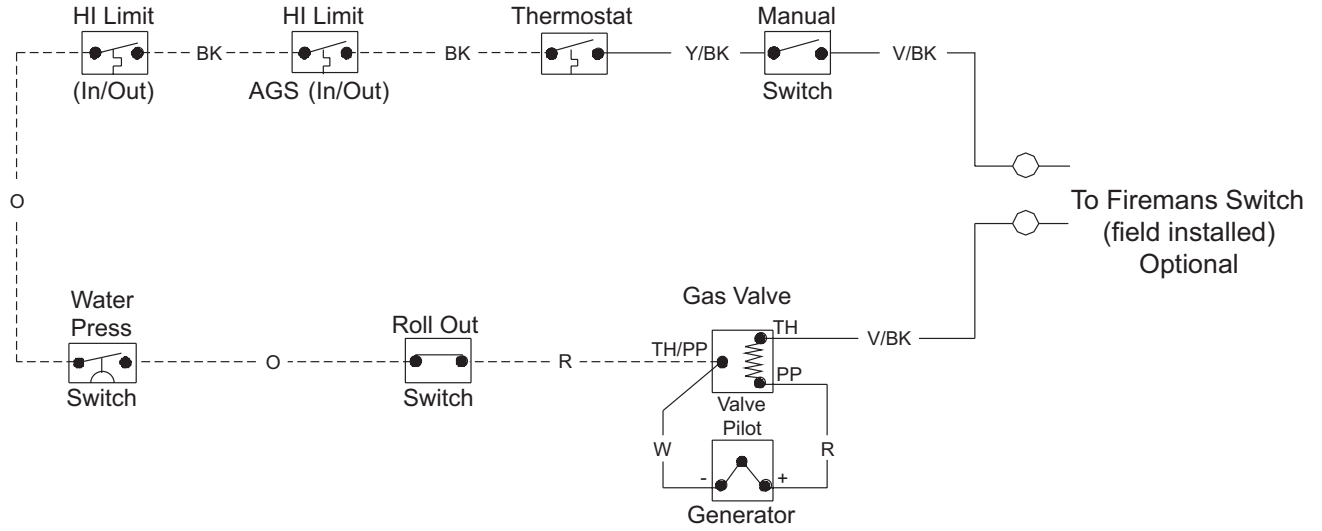 HI Limit
HI Limit
Thermostat
Manual
BK
BK
Y/BK
V/BK
(In/Out)
AGS (In/Out)
Switch
O
To Firemans Switch
(field installed)
Optional
Water
Press
Switch
O
Roll Out
Switch
R
Gas Valve
TH/PP
TH
V/BK
PP
Valve
Pilot
W
R
-
+
Generator